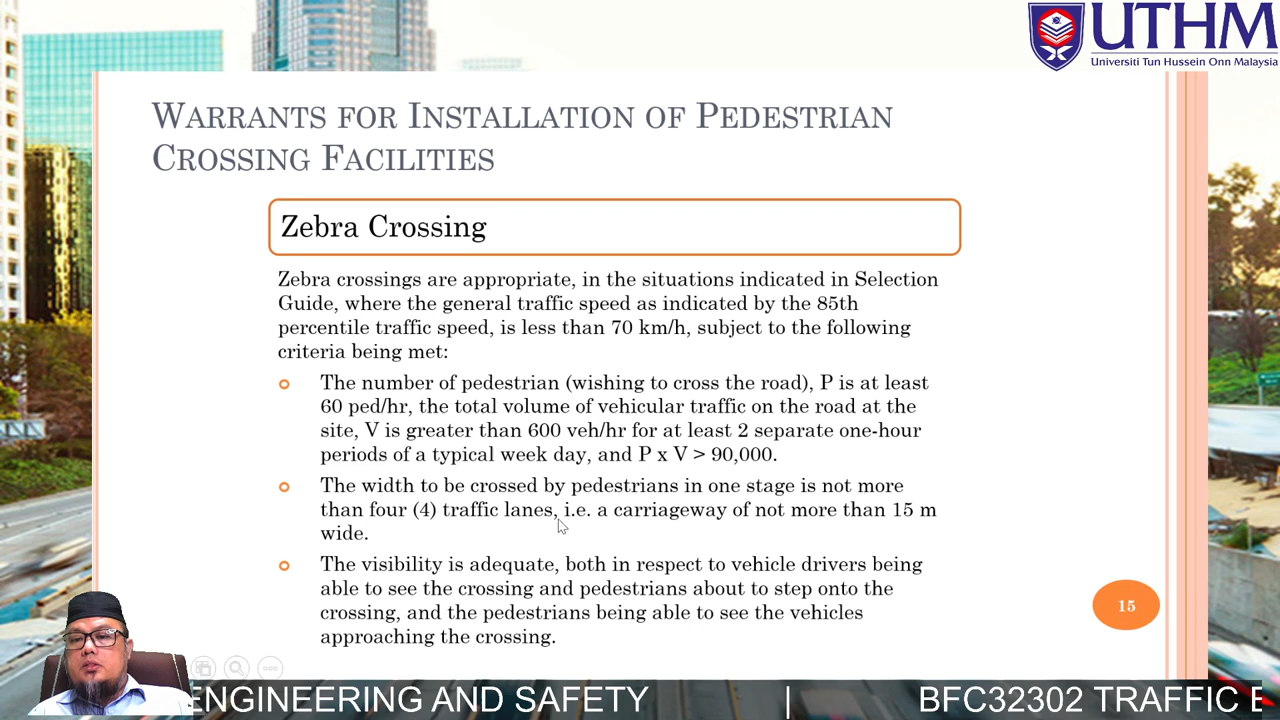 UTHM
Universiti Tun Hussein Onn Malaysia
WARRANTS FOR INSTALLATION OF PEDESTRIAN
CROSSING FACILITIES
Zebra Crossing
Zebra crossings are appropriate, in the situations indicated in Selection
Guide, where the general traffic speed as indicated by the 85th
percentile traffic speed, is less than 70 km/h, subject to the following
criteria being met:
The number of pedestrian (wishing to cross the road), P is at least
60 ped/hr, the total volume of vehicular traffic on the road at the
site, V is greater than 600 veh/hr for at least 2 separate one-hour
periods of a typical week day, and P x V > 90,000.
The width to be crossed by pedestrians in one stage is not more
than four (4) traffic lanes, i.e. a carriageway of not more than 15 m
wide.
The visibility is adequate, both in respect to vehicle drivers being
able to see the crossing and pedestrians about to step onto the
crossing, and the pedestrians being able to see the vehicles
approaching the crossing.
15
ENGINEERING AND SAFETY | BFC32302 TRAFFIC E